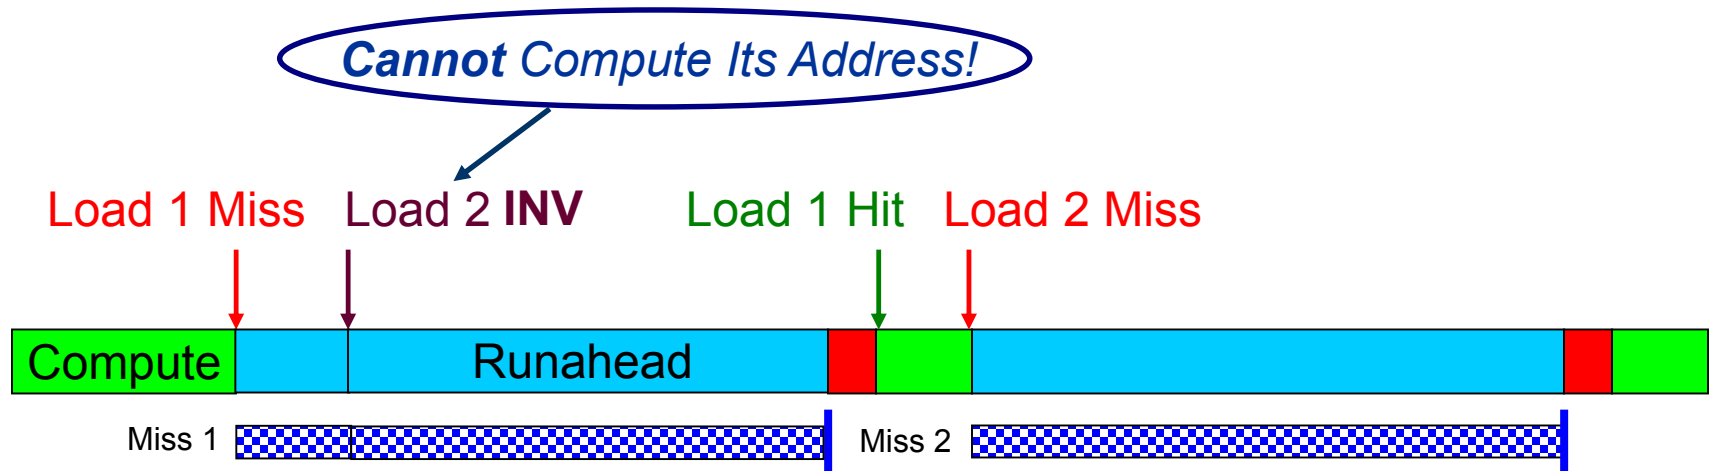 Cannot Compute Its Address!
Load 1 Miss Load 2 INV Load 1 Hit Load 2 Miss
Compute Runahead
Miss 1 Miss 2